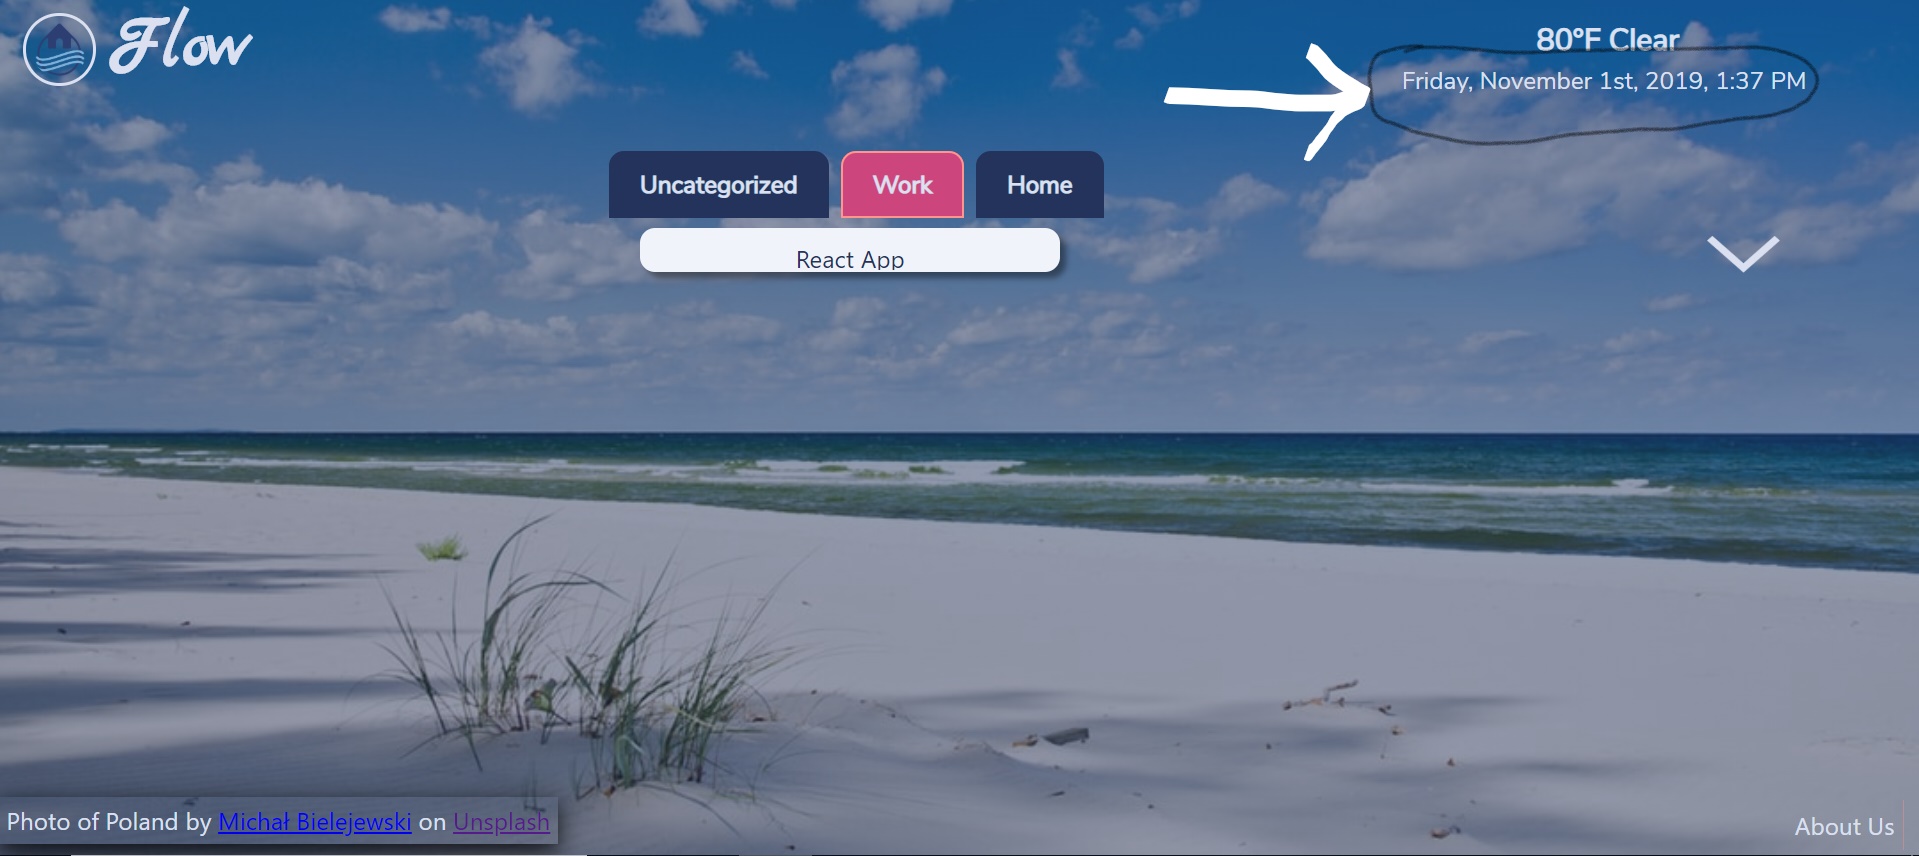 Flow
80°F Clear
Friday, November 1st, 2019, 1:37 PM
Uncategorized
Work
Home
React App
Photo of Poland by Michał Bielejewski on Unsplash
About Us